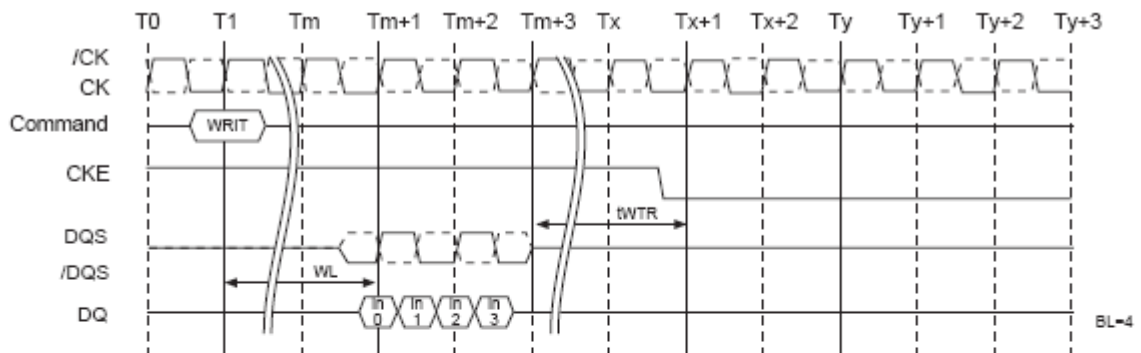 T0 T1 Tm Tm+1 Tm+2 Tm+3 Tx Tx+1 Tx+2 Ty Ty+1 Ty+2 Ty+3
/CK
CK
Command WRIT
CKE
tWTR
DQS
/DQS WL
DQ In 0 In 1 In 2 In 3
BL=4